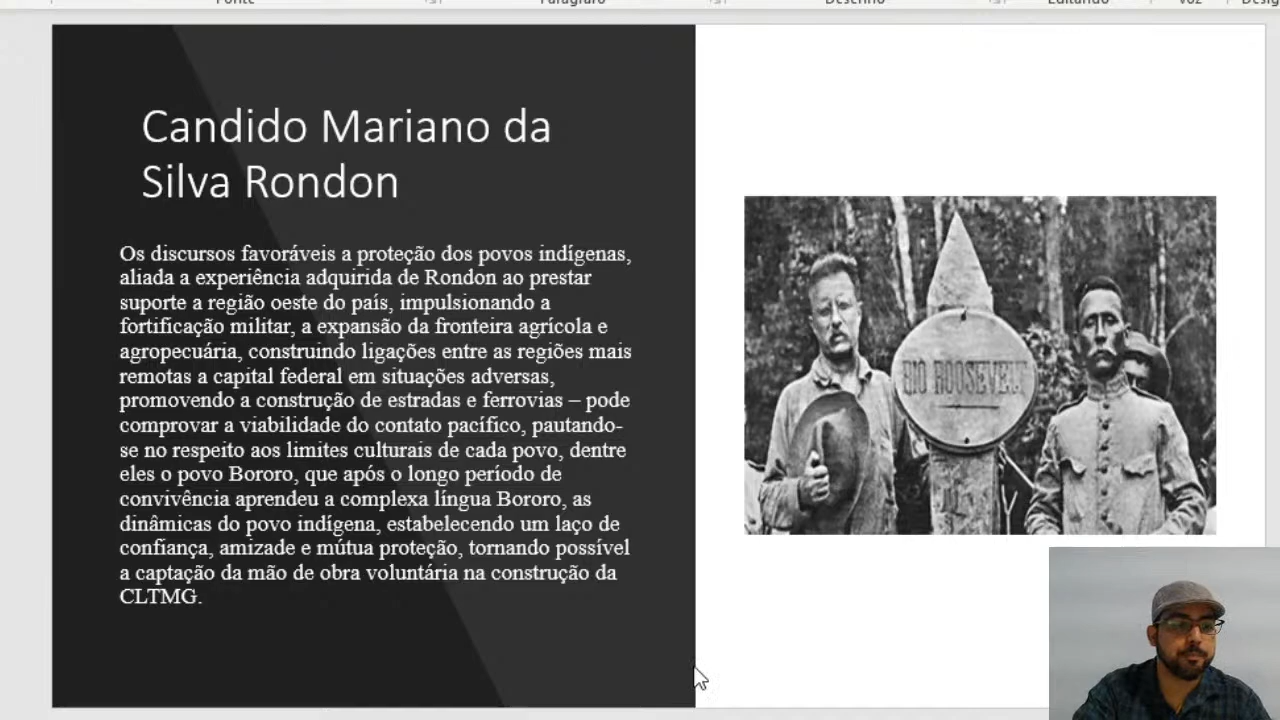 Candido Mariano da
Silva Rondon
Os discursos favoráveis a proteção dos povos indígenas,
aliada a experiência adquirida de Rondon ao prestar
suporte a região oeste do país, impulsionando a
fortificação militar, a expansão da fronteira agrícola e
agropecuária, construindo ligações entre as regiões mais
remotas a capital federal em situações adversas,
promovendo a construção de estradas e ferrovias – pode
comprovar a viabilidade do contato pacífico, pautando-
se no respeito aos limites culturais de cada povo, dentre
eles o povo Bororo, que após o longo período de
convivência aprendeu a complexa língua Bororo, as
dinâmicas do povo indígena, estabelecendo um laço de
confiança, amizade e mútua proteção, tornando possível
a captação da mão de obra voluntária na construção da
CLTMG.
RIO ROOSEVELT